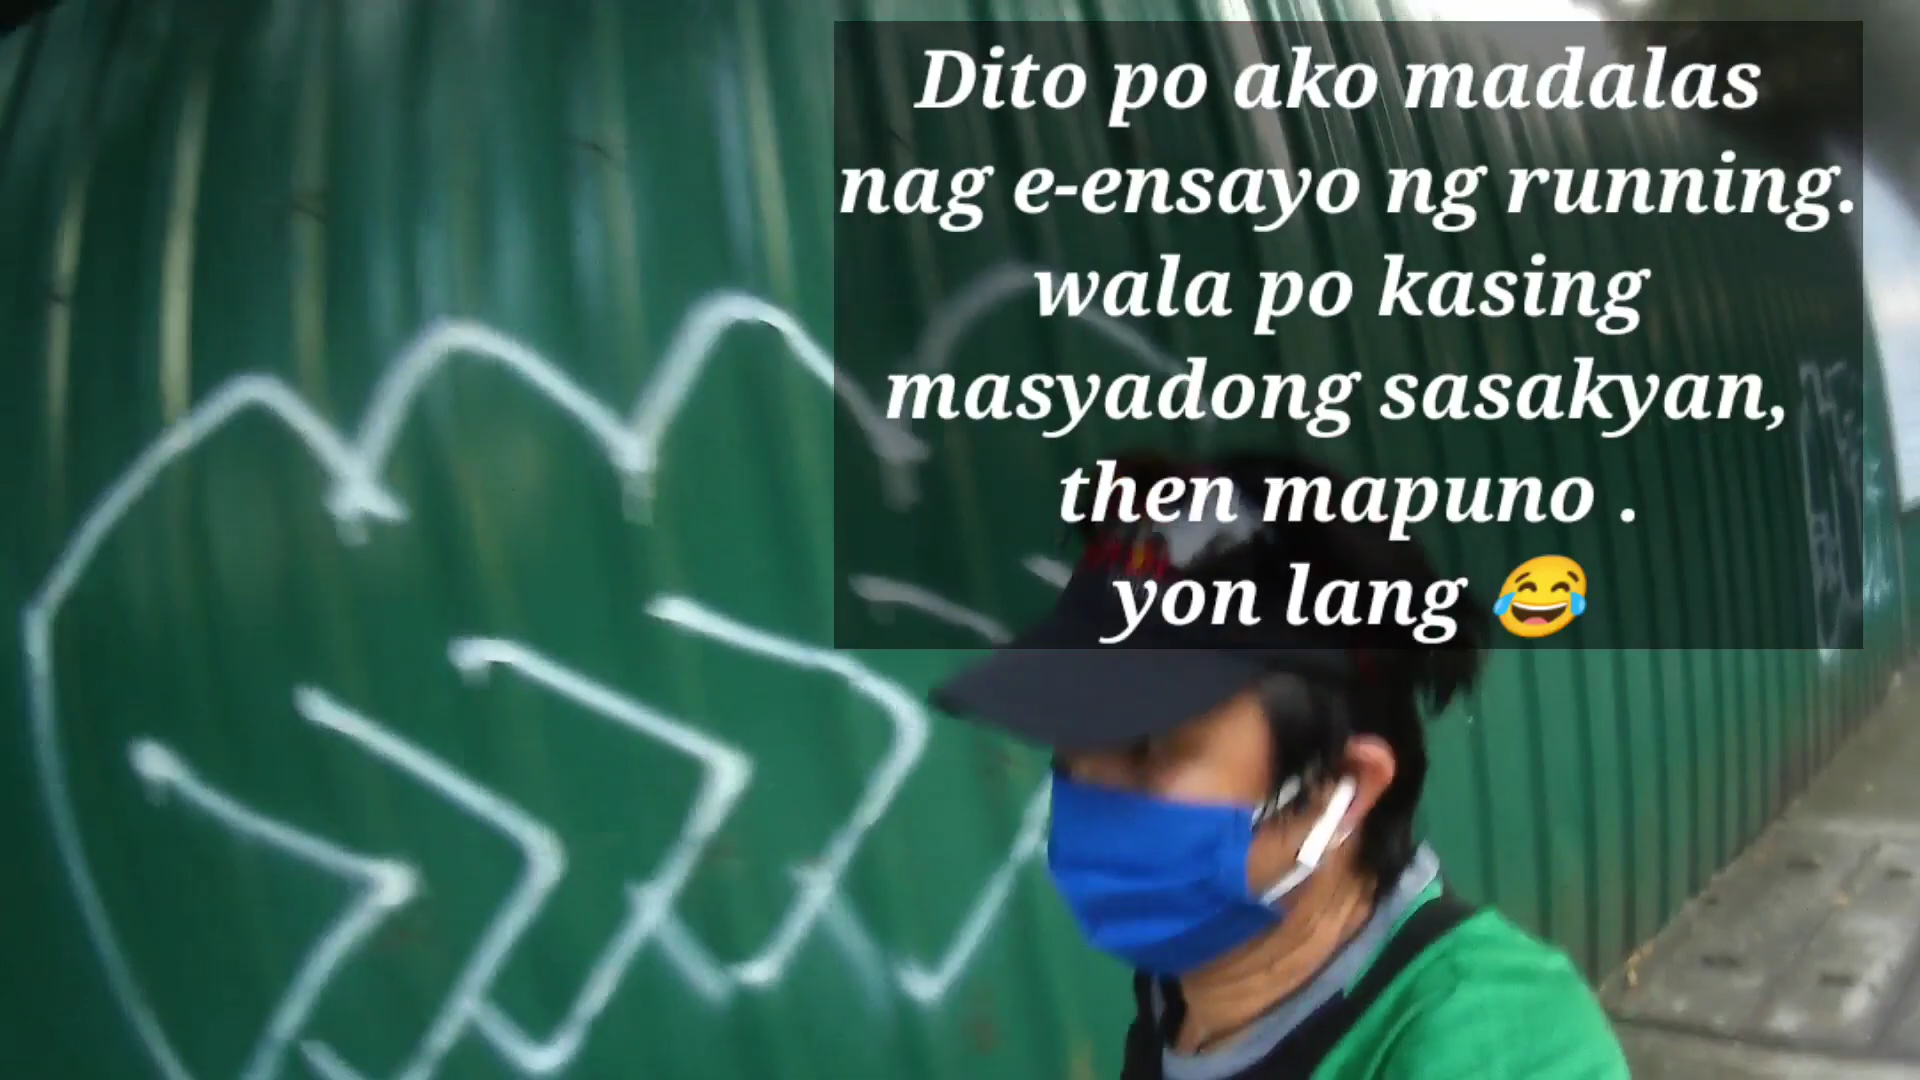 Dito po ako madalas
nag e-ensayo ng running.
wala po kasing
masyadong sasakyan,
then mapuno .
yon lang 😂